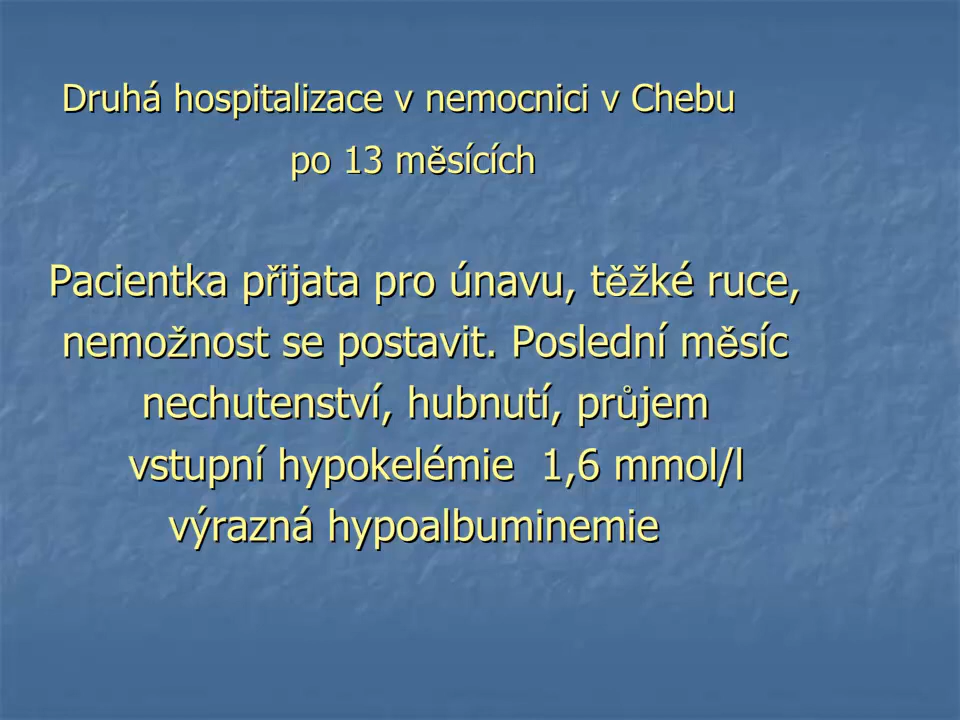 Druhá hospitalizace v nemocnici v Chebu
po 13 měsících
Pacientka přijata pro únavu, těžké ruce,
nemožnost se postavit. Poslední měsíc
nechutenství, hubnutí, průjem
vstupní hypokelémie 1,6 mmol/l
výrazná hypoalbuminemie